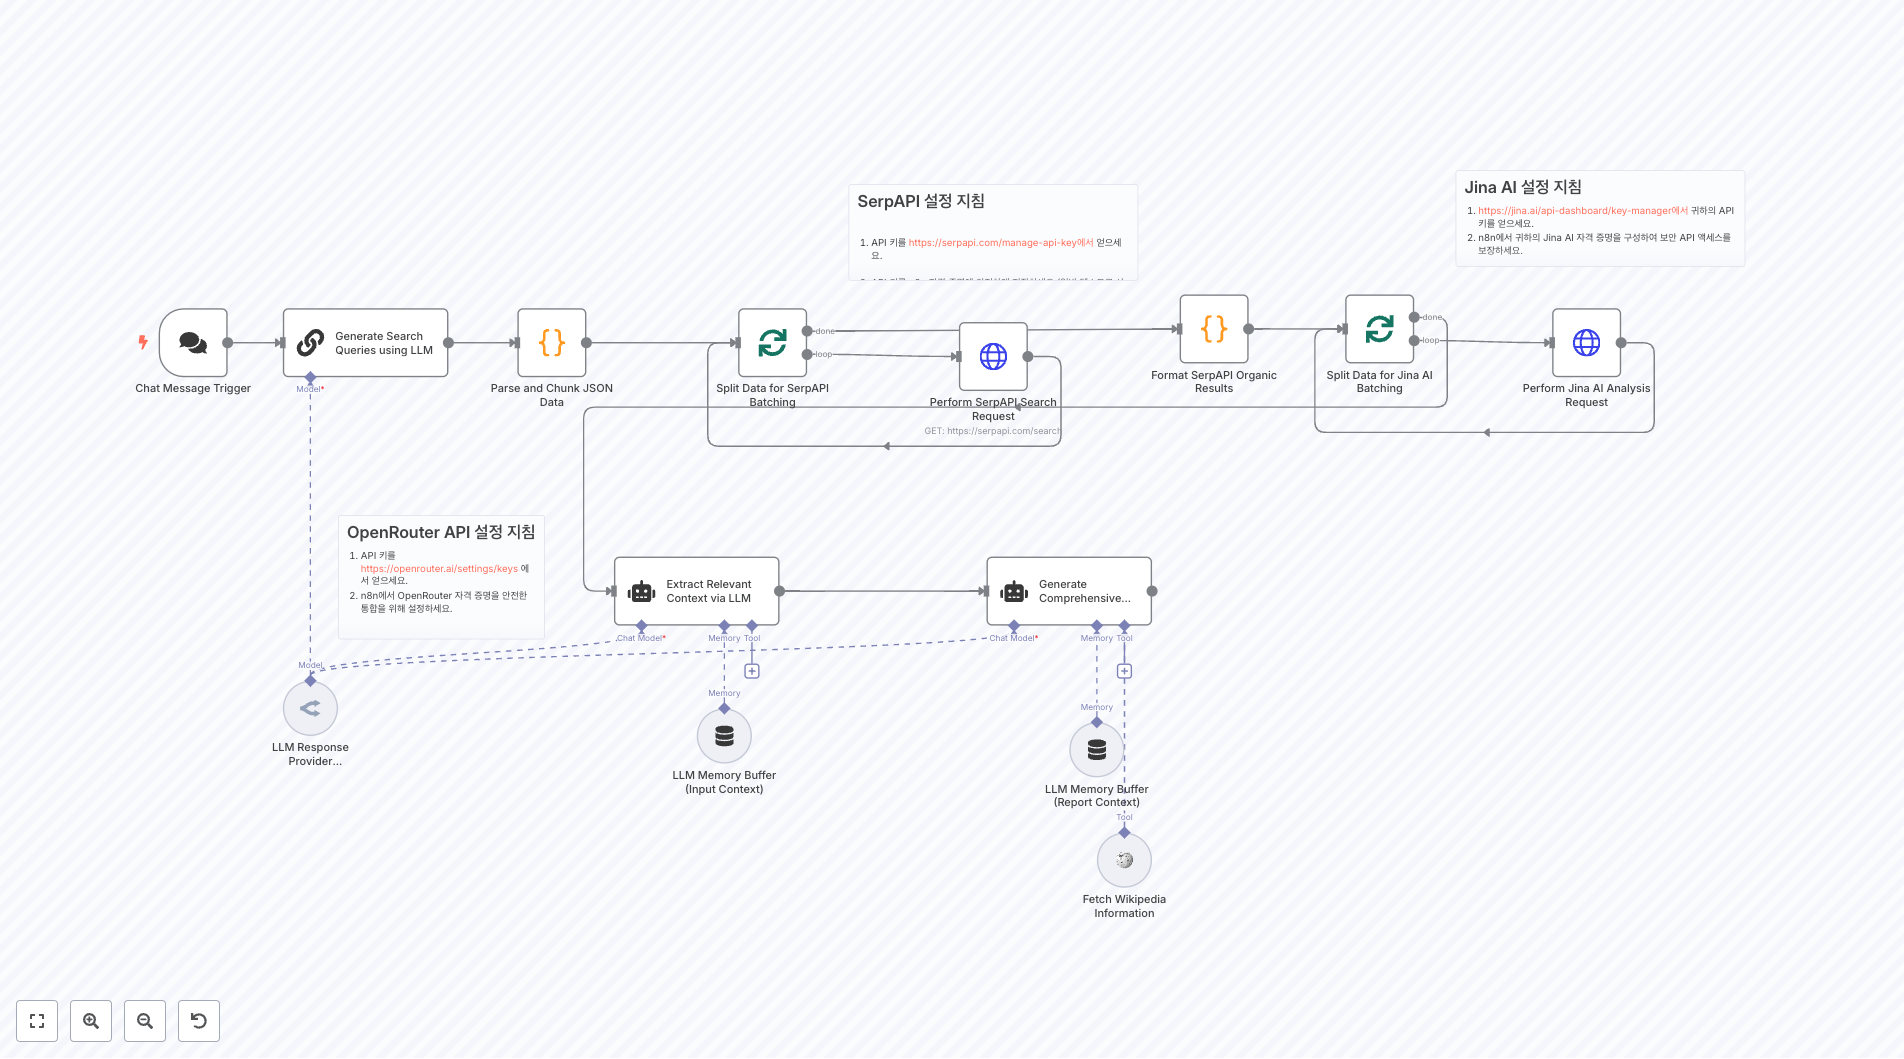 SerpAPI 설정 지침
1. API 키를 https://serpapi.com/manage-api-key에서 얻으세
요.
Jina AI 설정 지침
1. https://jina.ai/api-dashboard/key-manager에서 귀하의 API
키를 얻으세요.
2. n8n에서 귀하의 Jina AI 자격 증명을 구성하여 보안 API 액세스를
보장하세요.
Chat Message Trigger
Generate Search
Queries using LLM
Model*
Parse and Chunk JSON
Data
done
loop
Split Data for SerpAPI
Batching
Perform SerpAPI Search
Request
GET: https://serpapi.com/search
Format SerpAPI Organic
Results
done
loop
Split Data for Jina AI
Batching
Perform Jina AI Analysis
Request
OpenRouter API 설정 지침
1. API 키를
https://openrouter.ai/settings/keys 에
서 얻으세요.
2. n8n에서 OpenRouter 자격 증명을 안전한
통합을 위해 설정하세요.
Extract Relevant
Context via LLM
Chat Model*
Memory
Tool
Generate
Comprehensive...
Chat Model*
Memory
Tool
Model
LLM Response
Provider...
Memory
LLM Memory Buffer
(Input Context)
Memory
LLM Memory Buffer
(Report Context)
Tool
Fetch Wikipedia
Information